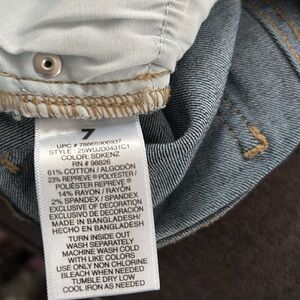 7
UPC # 78665906937
STYLE : 25WUJD0431C1
COLOR: SDKENZ
RN # 98826
61% COTTON / ALGODÓN
23% REPREVE ® POLYESTER /
POLIÉSTER REPREVE ®
14% RAYON / RAYÓN
2% SPANDEX / SPANDEX
EXCLUSIVE OF DECORATION
EXCLUSIVO DE DECORACIÓN
MADE IN BANGLADESH/
HECHO EN BANGLADESH
TURN INSIDE OUT
WASH SEPARATELY
MACHINE WASH COLD
WITH LIKE COLORS
USE ONLY NON CHLORINE
BLEACH WHEN NEEDED
TUMBLE DRY LOW
COOL IRON AS NEEDED